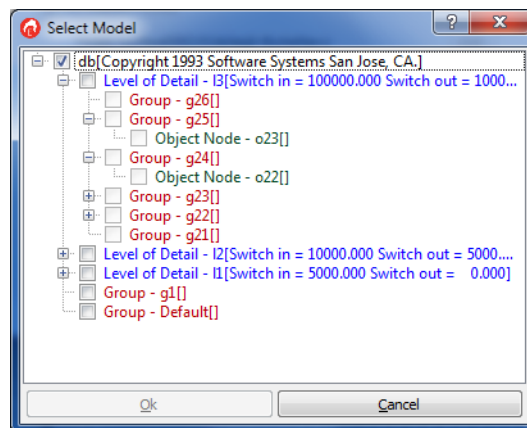 Select Model
?
db[Copyright 1993 Software Systems San Jose, CA.]
Level of Detail - l3[Switch in = 100000.000 Switch out = 1000...
Group - g26[]
Group - g25[]
Object Node - o23[]
Group - g24[]
Object Node - o22[]
Group - g23[]
Group - g22[]
Group - g21[]
Level of Detail - l2[Switch in = 10000.000 Switch out = 5000....
Level of Detail - l1[Switch in = 5000.000 Switch out =    0.000]
Group - g1[]
Group - Default[]
Ok
Cancel